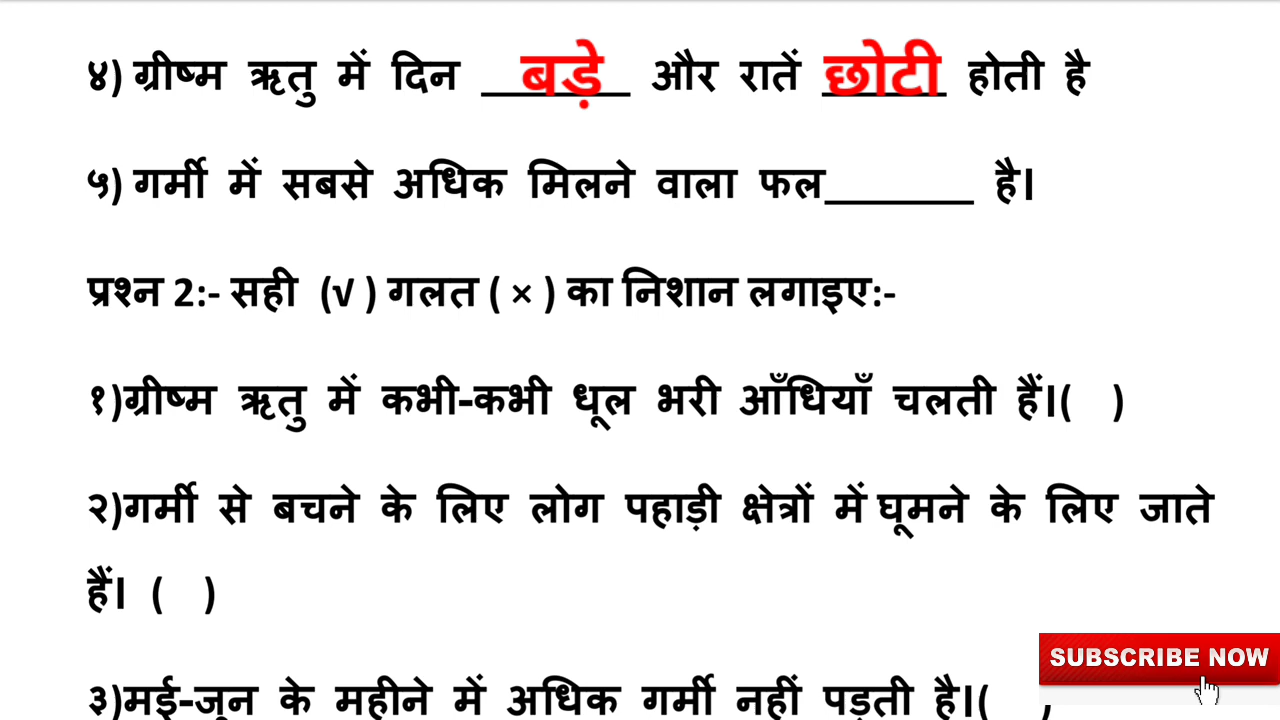 ४) ग्रीष्म ऋतु में दिन बड़े और रातें छोटी होती है
५) गर्मी में सबसे अधिक मिलने वाला फल_______ है।
प्रश्न 2:- सही (√ ) गलत ( × ) का निशान लगाइए:-
१)ग्रीष्म ऋतु में कभी-कभी धूल भरी आँधियाँ चलती हैं।( )
२)गर्मी से बचने के लिए लोग पहाड़ी क्षेत्रों में घूमने के लिए जाते
हैं। ( )
३)मई-जून के महीने में अधिक गर्मी नहीं पड़ती है।( )
SUBSCRIBE NOW